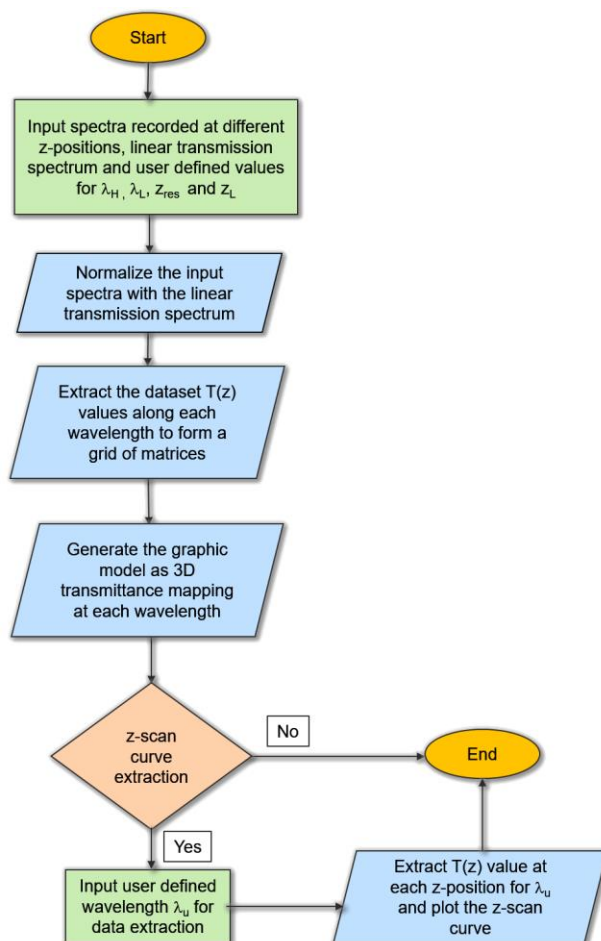 Start
Input spectra recorded at different
z-positions, linear transmission
spectrum and user defined values
for λH , λL, zres and zL
Normalize the input
spectra with the linear
transmission spectrum
Extract the dataset T(z)
values along each
wavelength to form a
grid of matrices
Generate the graphic
model as 3D
transmittance mapping
at each wavelength
z-scan
curve
extraction
No
End
Yes
Input user defined
wavelength λu for
data extraction
Extract T(z) value at
each z-position for λu
and plot the z-scan
curve